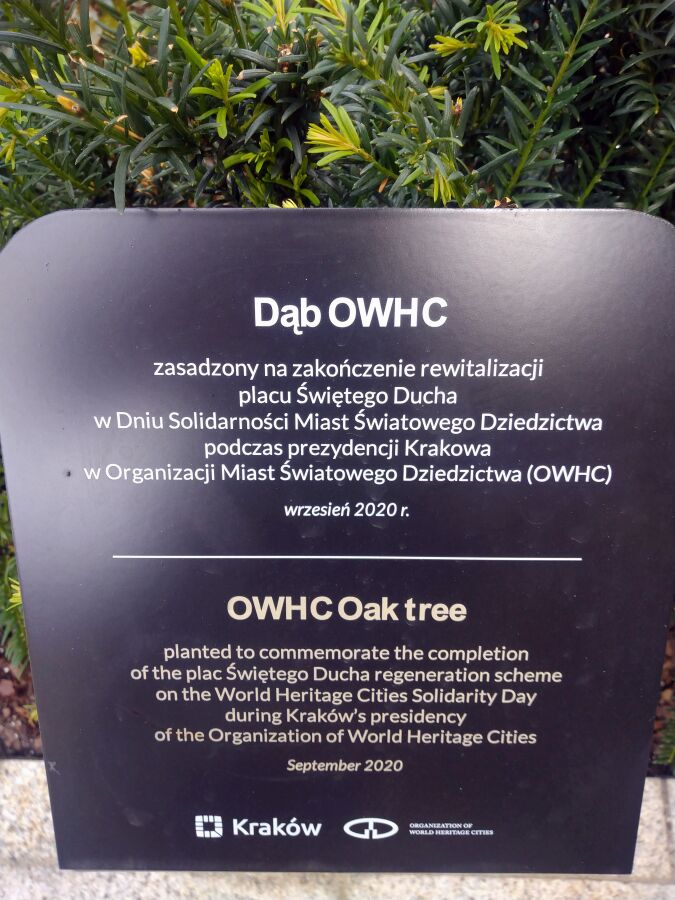 Dąb OWHC
zasadzony na zakończenie rewitalizacji
placu Świętego Ducha
w Dniu Solidarności Miast Światowego Dziedzictwa
podczas prezydencji Krakowa
w Organizacji Miast Światowego Dziedzictwa (OWHC)
wrzesień 2020 r.
OWHC Oak tree
planted to commemorate the completion
of the plac Świętego Ducha regeneration scheme
on the World Heritage Cities Solidarity Day
during Kraków's presidency
of the Organization of World Heritage Cities
September 2020
Kraków
ORGANIZATION OF
WORLD HERITAGE CITIES